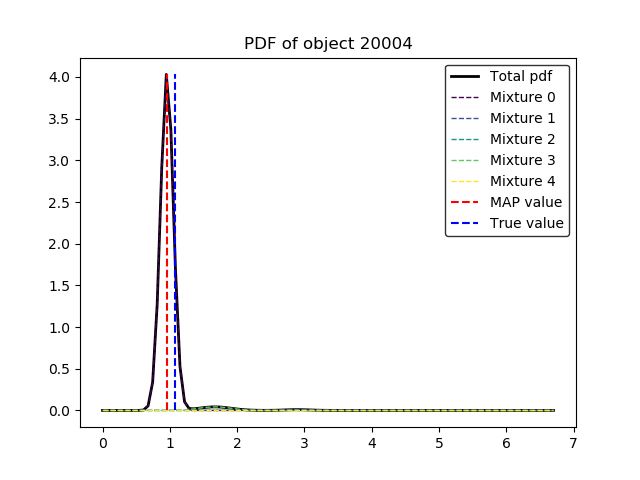 PDF of object 20004
4.0
3.5
3.0
2.5
2.0
1.5
1.0
0.5
0.0
Total pdf
Mixture 0
Mixture 1
Mixture 2
Mixture 3
Mixture 4
MAP value
True value
0 1 2 3 4 5 6 7